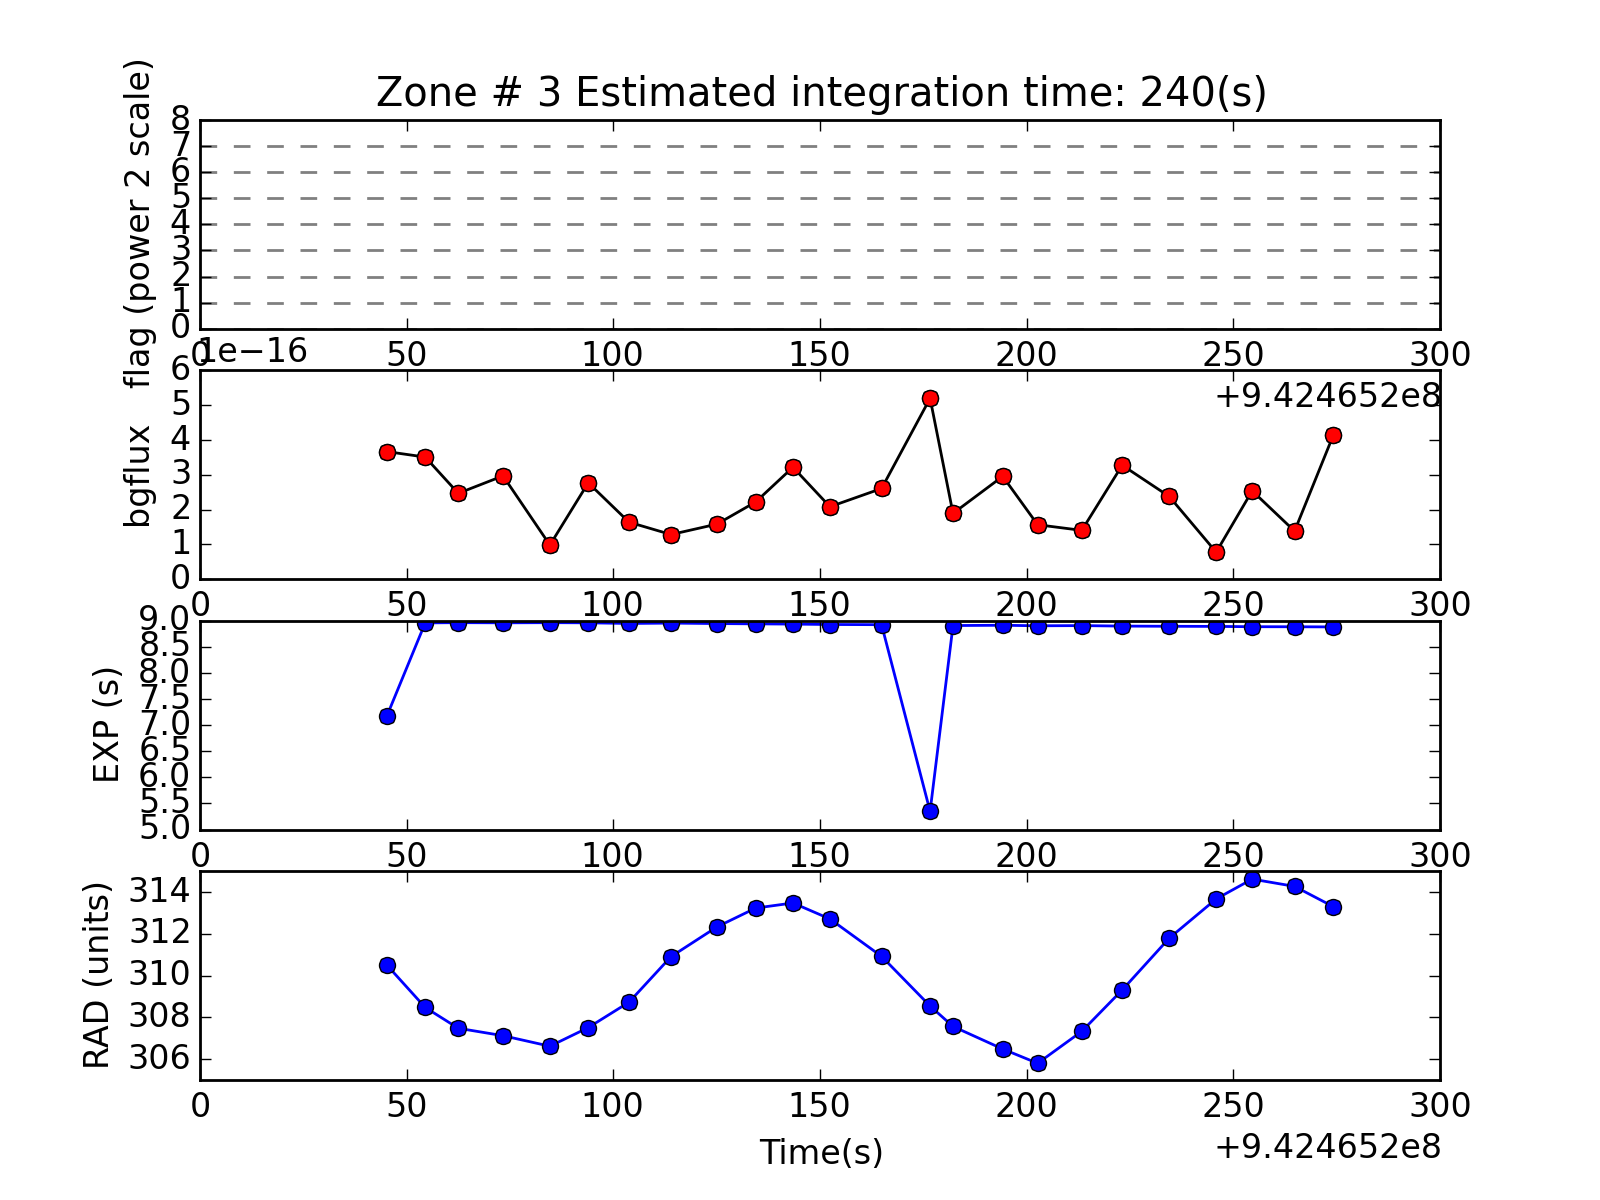 Zone # 3 Estimated integration time: 240(s)
flag (power 2 scale)
8
7
6
5
4
3
2
1
0
0 50 100 150 200 250 300
+9.424652e8
1e−16
bgflux
6
5
4
3
2
1
0
0 50 100 150 200 250 300
EXP (s)
9.0
8.5
8.0
7.5
7.0
6.5
6.0
5.5
5.0
0 50 100 150 200 250 300
RAD (units)
314
312
310
308
306
0 50 100 150 200 250 300
Time(s)
+9.424652e8